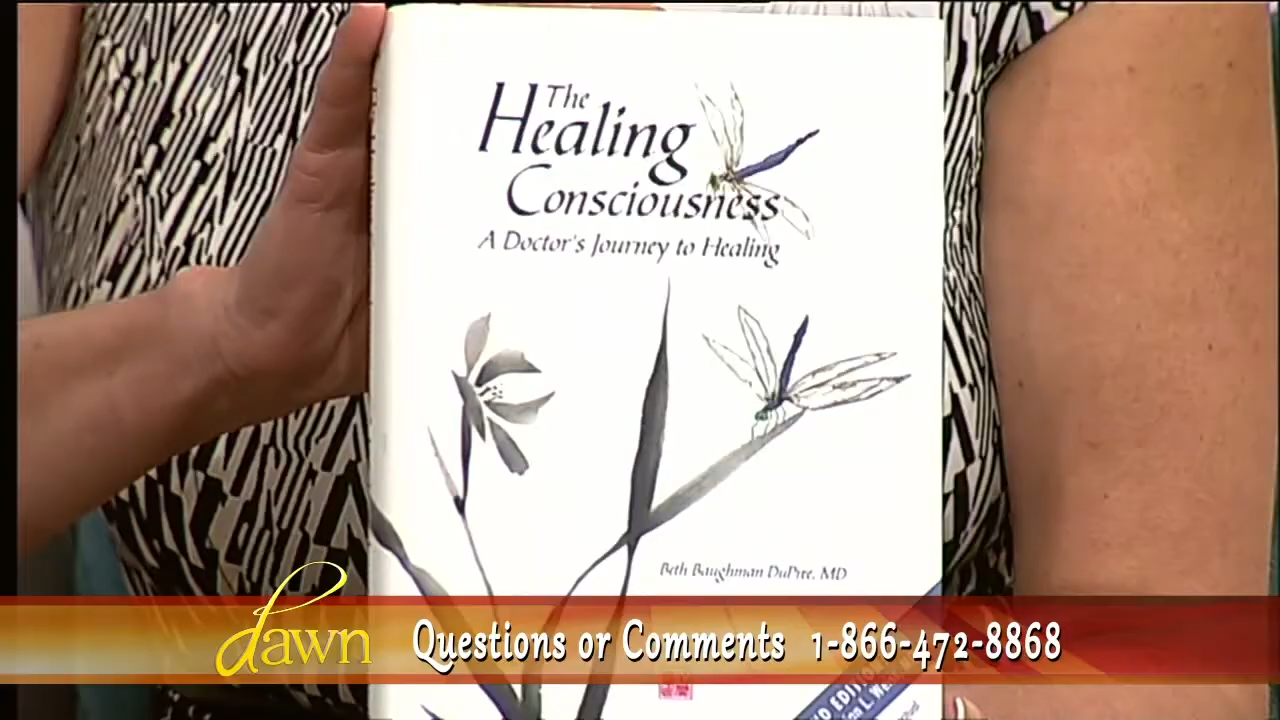 The
Healing
Consciousness
A Doctor's Journey to Healing
Beth Baughman DuPree, MD
dawn
Questions or Comments 1-866-472-8868
EDITION